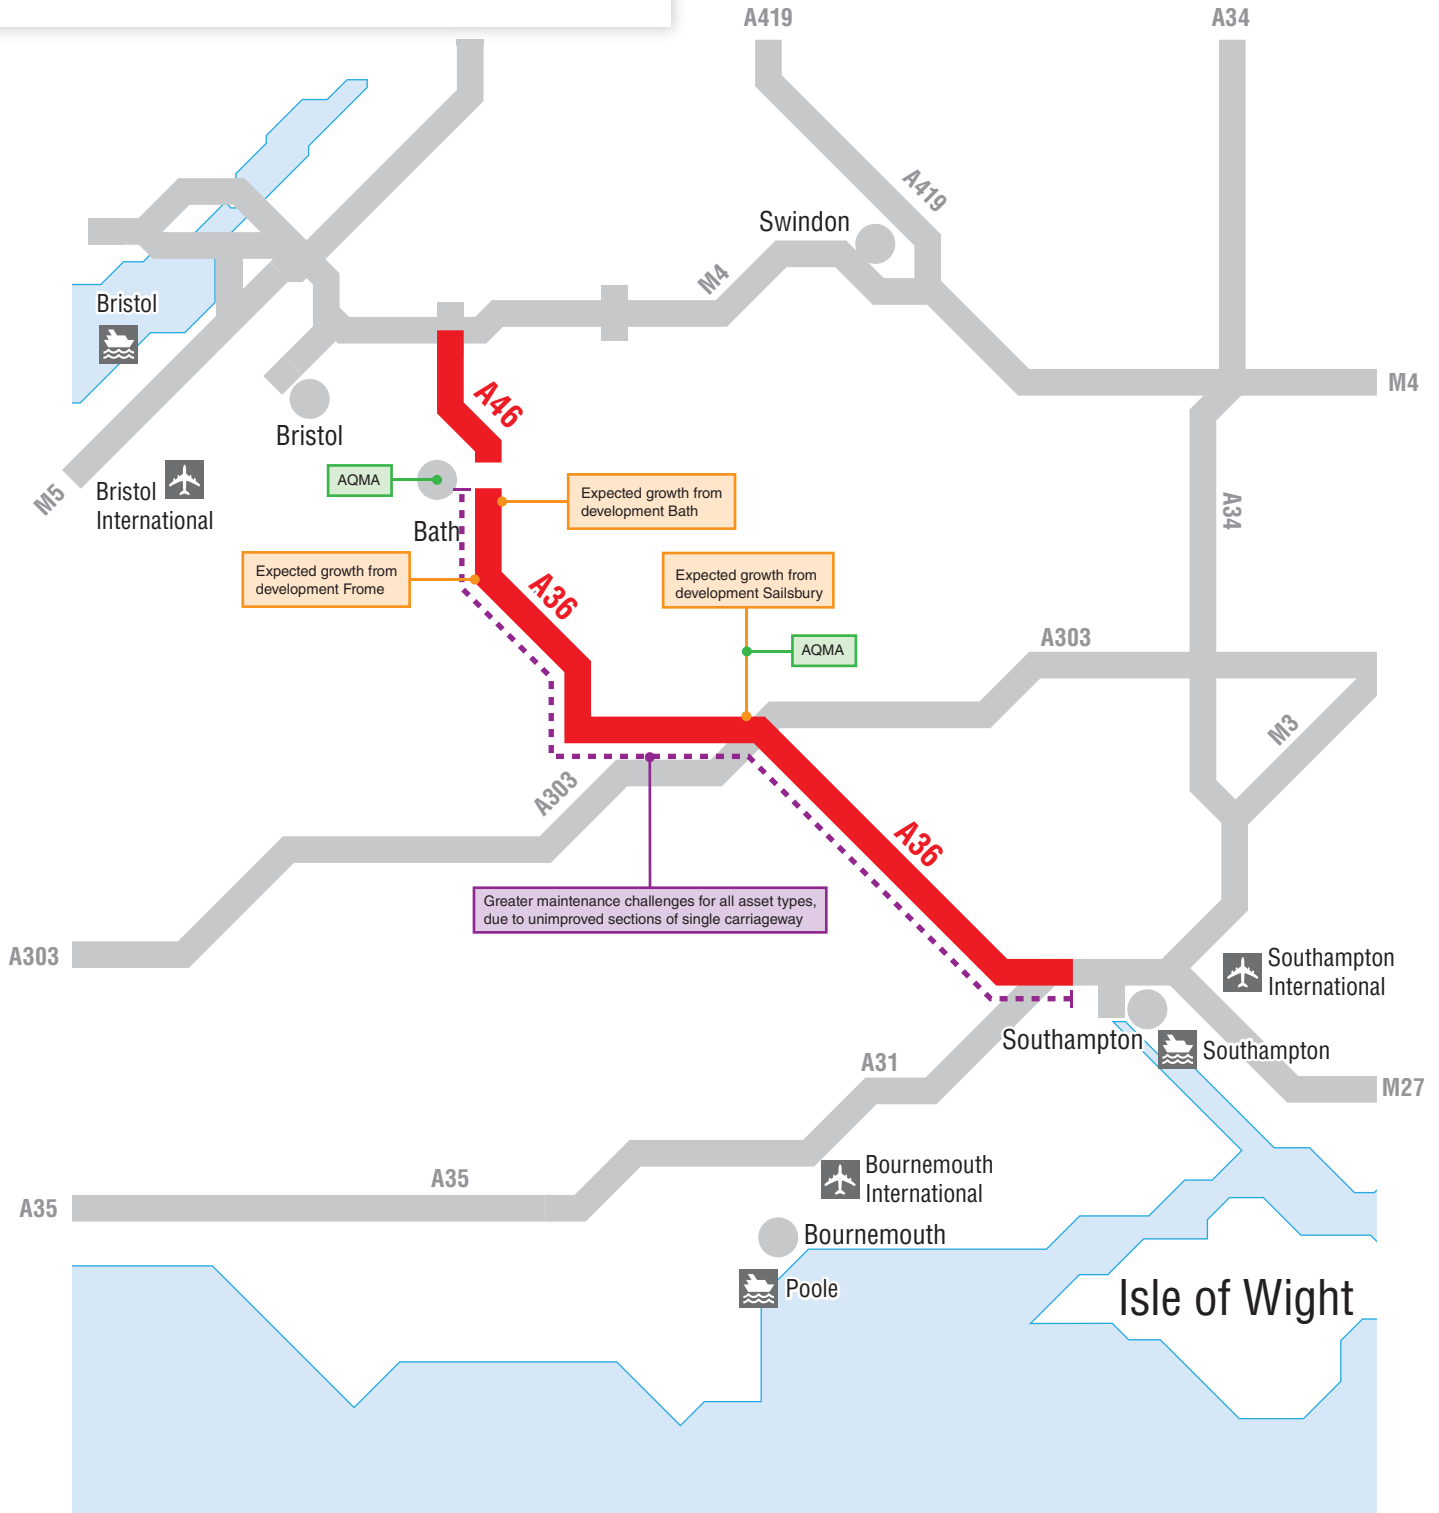 A419
A34
A419
Swindon
M4
Bristol
M4
A46
Bristol
M5
Bristol
International
AQMA
Expected growth from
development Bath
A34
Bath
Expected growth from
development Frome
A36
Expected growth from
development Sailsbury
AQMA
A303
M3
A303
A36
Greater maintenance challenges for all asset types,
due to unimproved sections of single carriageway
A303
Southampton
International
Southampton
Southampton
A31
M27
Bournemouth
International
A35
A35
Bournemouth
Poole
Isle of Wight